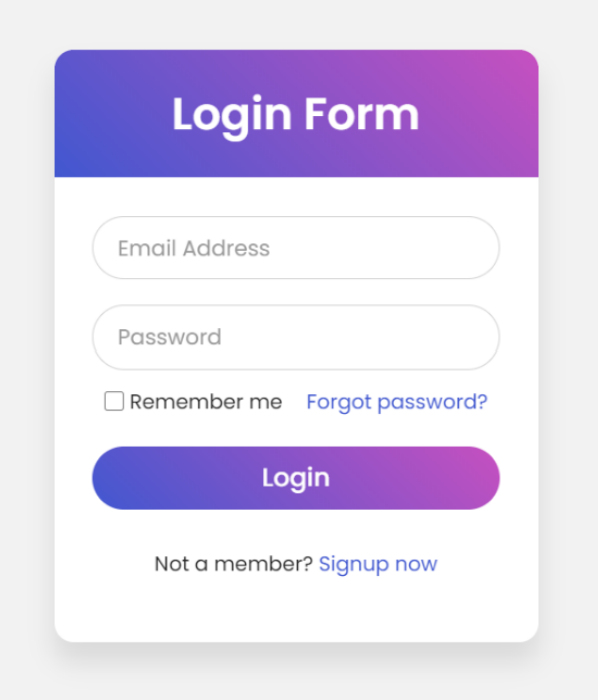 Login Form
Email Address
Password
Remember me Forgot password?
Login
Not a member? Signup now